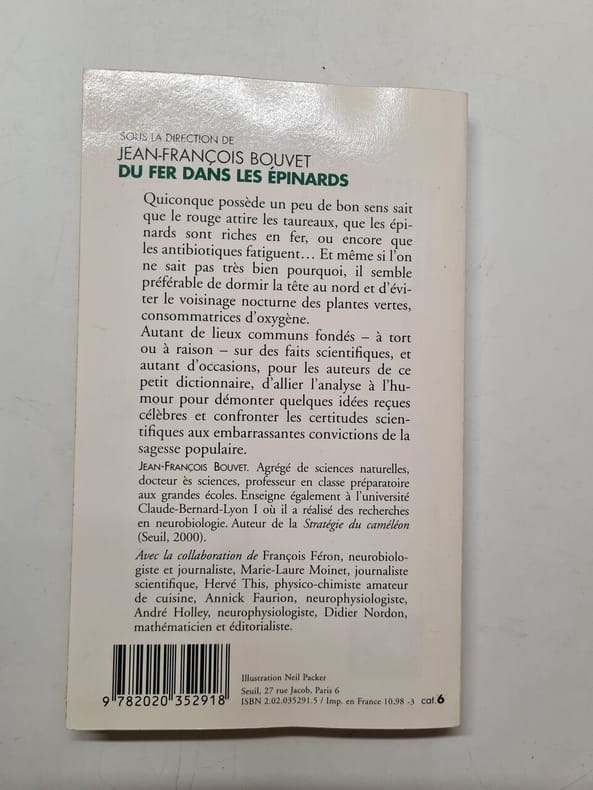 SOUS LA DIRECTION DE
JEAN-FRANÇOIS BOUVET
DU FER DANS LES ÉPINARDS
Quiconque possède un peu de bon sens sait
que le rouge attire les taureaux, que les épi-
nards sont riches en fer, ou encore que
les antibiotiques fatiguent... Et même si l'on
ne sait pas très bien pourquoi, il semble
préférable de dormir la tête au nord et d'évi-
ter le voisinage nocturne des plantes vertes,
consommatrices d'oxygène.
Autant de lieux communs fondés – à tort
ou à raison – sur des faits scientifiques, et
autant d'occasions, pour les auteurs de ce
petit dictionnaire, d'allier l'analyse à l'hu-
mour pour démonter quelques idées reçues
célèbres et confronter les certitudes scien-
tifiques aux embarrassantes convictions de la
sagesse populaire.
JEAN-FRANÇOIS BOUVET. Agrégé de sciences naturelles,
docteur ès sciences, professeur en classe préparatoire
aux grandes écoles. Enseigne également à l'université
Claude-Bernard-Lyon I où il a réalisé des recherches
en neurobiologie. Auteur de la Stratégie du caméléon
(Seuil, 2000).
Avec la collaboration de François Féron, neurobiolo-
giste et journaliste, Marie-Laure Moinet, journaliste
scientifique, Hervé This, physico-chimiste amateur
de cuisine, Annick Faurion, neurophysiologiste,
André Holley, neurophysiologiste, Didier Nordon,
mathématicien et éditorialiste.
9 782020 352918
Illustration Neil Packer
Seuil, 27 rue Jacob, Paris 6
ISBN 2.02.035291.5 / Imp. en France 10.98 -3 cat.6